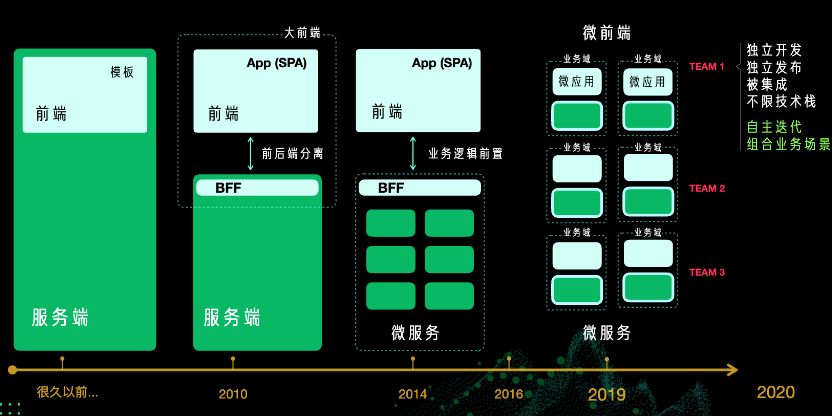 模板
前端
服务端
很久以前...
大前端
App (SPA)
前端
前后端分离
BFF
服务端
2010
App (SPA)
前端
业务逻辑前置
BFF
微服务
2014
2016
微前端
业务域
业务域
微应用
微应用
TEAM 1
独立开发
独立发布
被集成
不限技术栈
自主迭代
组合业务场景
业务域
业务域
TEAM 2
业务域
业务域
TEAM 3
微服务
2019
2020